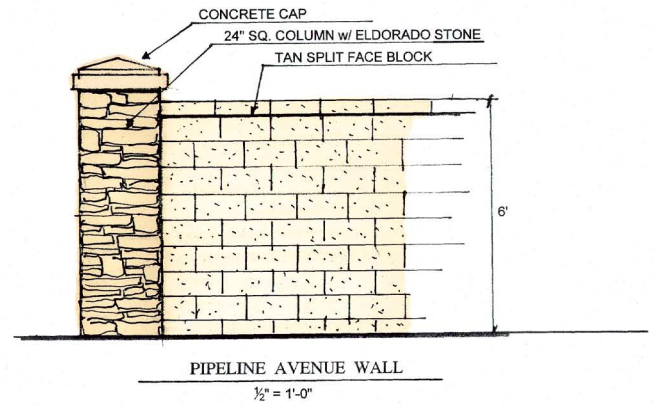 CONCRETE CAP
24" SQ. COLUMN w/ ELDORADO STONE
TAN SPLIT FACE BLOCK
6'
PIPELINE AVENUE WALL
½" = 1'-0"